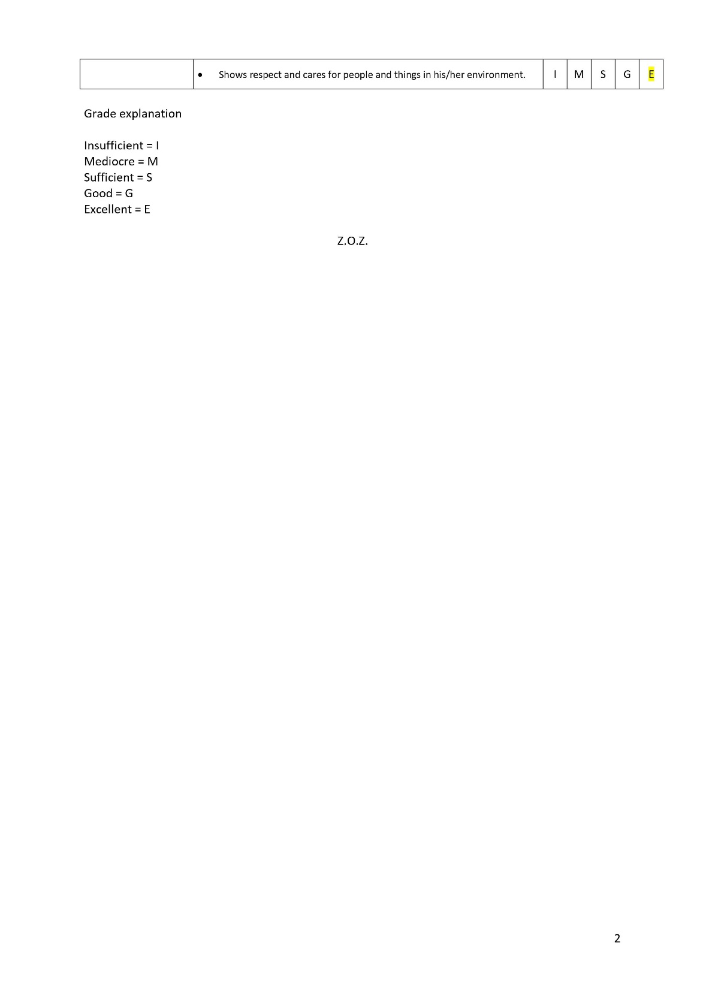 • Shows respect and cares for people and things in his/her environment. I M S G E
Grade explanation
Insufficient = I
Mediocre = M
Sufficient = S
Good = G
Excellent = E
Z.O.Z.
2